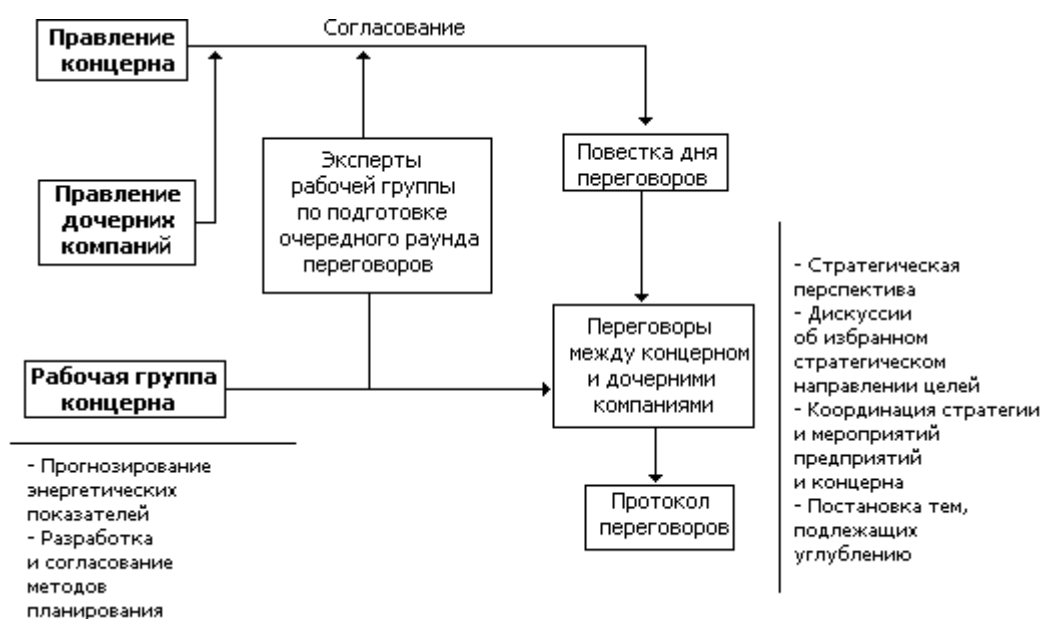 Правление
концерна
Согласование
Эксперты
рабочей группы
по подготовке
очередного раунда
переговоров
Повестка дня
переговоров
Правление
дочерних
компаний
- Стратегическая
перспектива
- Дискуссии
об избранном
стратегическом
направлении целей
- Координация стратегии
и мероприятий
предприятий
и концерна
- Постановка тем,
подлежащих
углублению
Переговоры
между концерном
и дочерними
компаниями
Рабочая группа
концерна
- Прогнозирование
энергетических
показателей
- Разработка
и согласование
методов
планирования
Протокол
переговоров